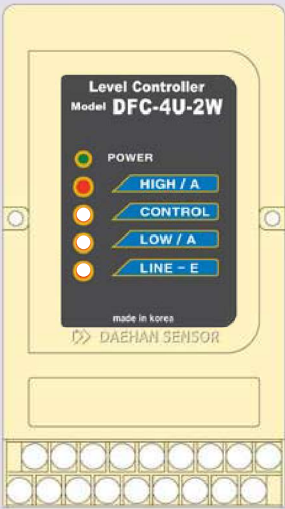 Level Controller
Model DFC-4U-2W
POWER
HIGH / A
CONTROL
LOW / A
LINE - E
made in korea
DAEHAN SENSOR